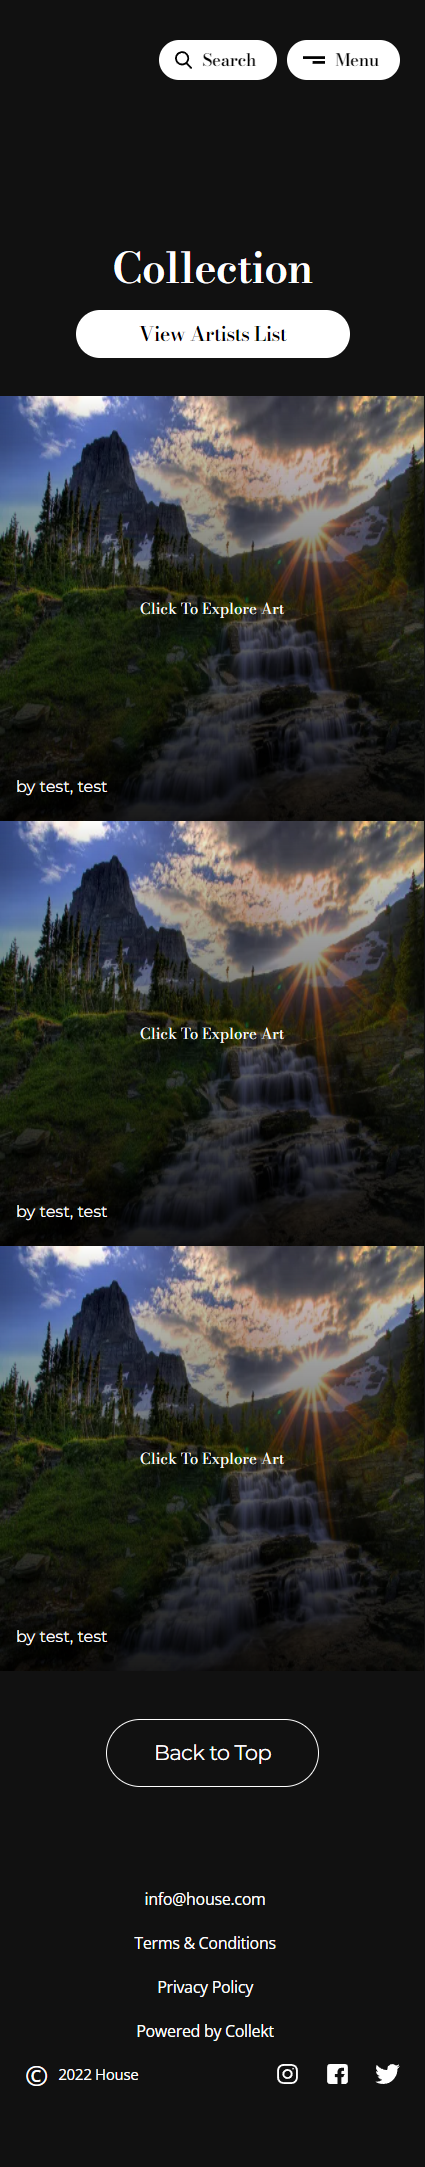 Search
Menu
Collection
View Artists List
Click To Explore Art
by test, test
Click To Explore Art
by test, test
Click To Explore Art
by test, test
Back to Top
info@house.com
Terms & Conditions
Privacy Policy
Powered by Collekt
© 2022 House